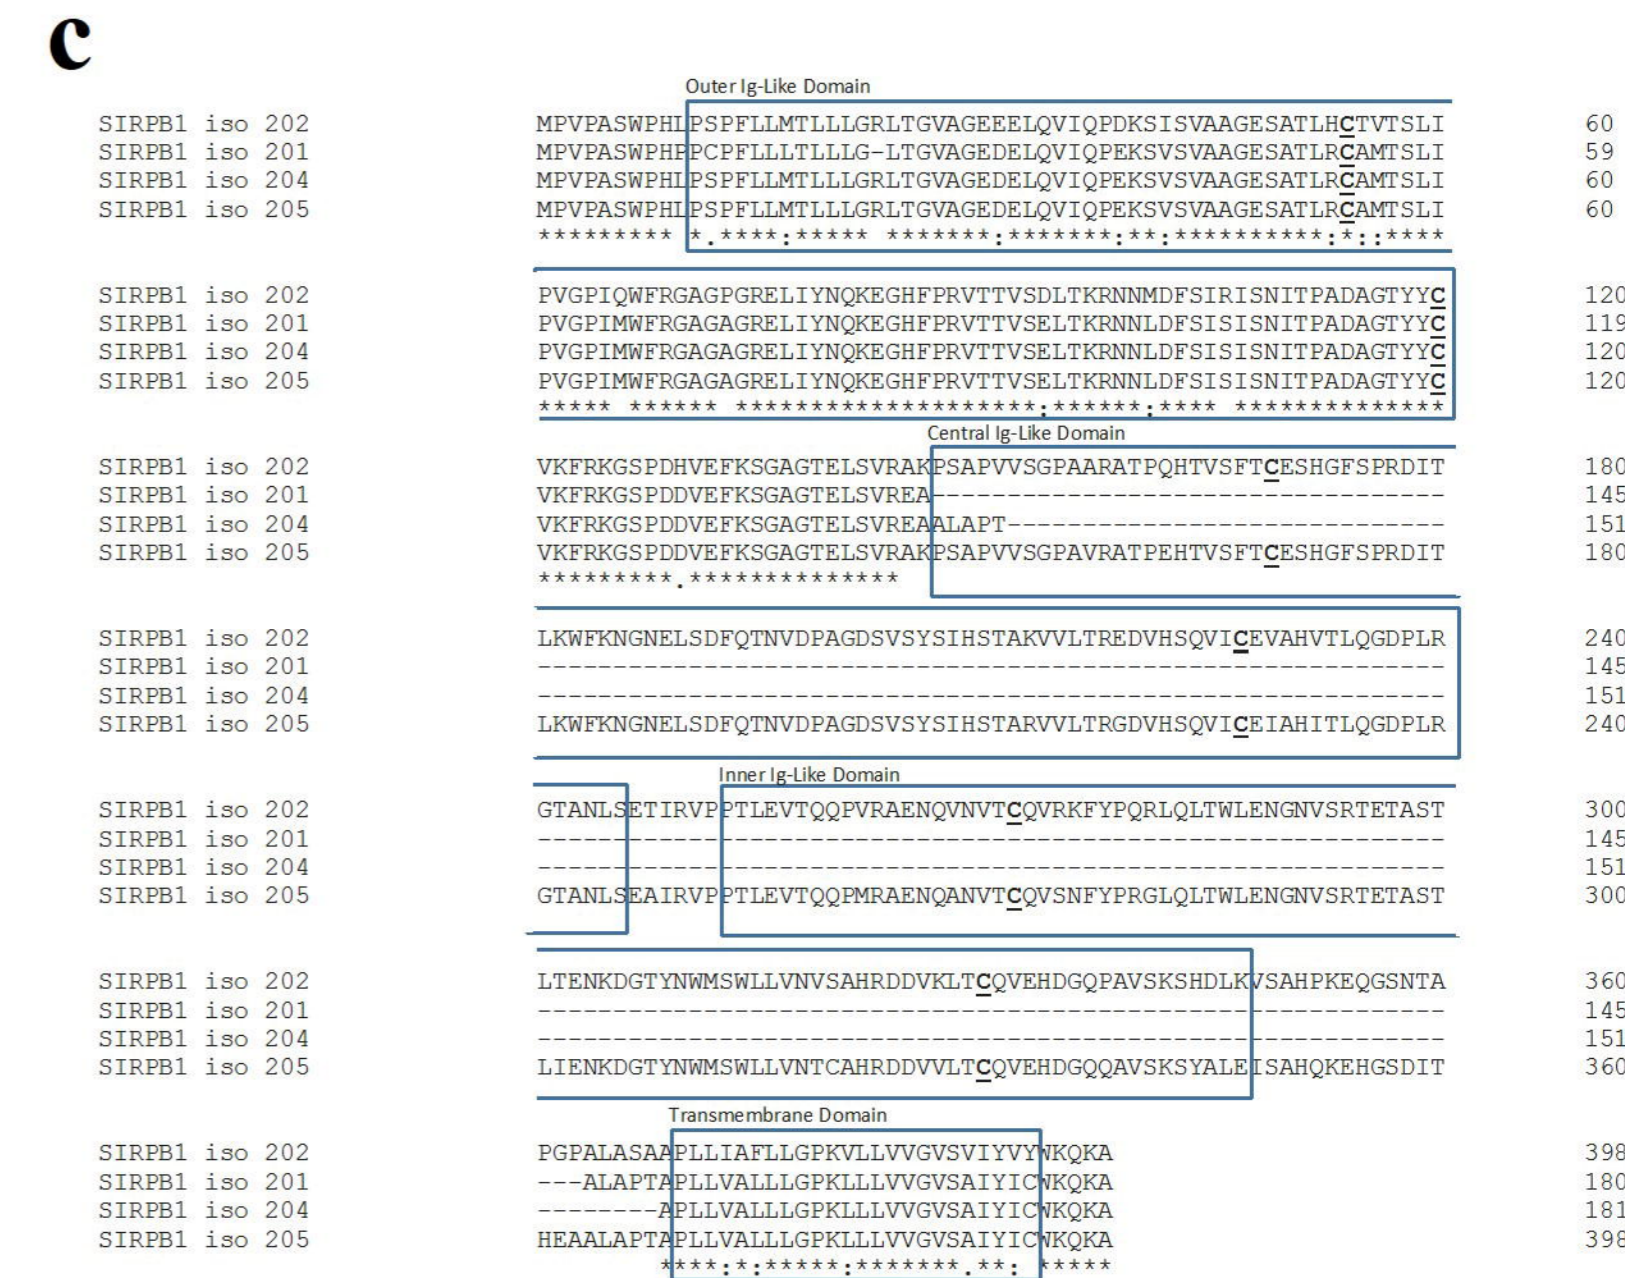 c
Outer Ig-Like Domain
SIRPB1 iso 202 MPVPASWPHLPSPFLLMTLLLGRLTGVAGEEELQVIQPDKSISVAAGESATLHCTVTSLI 60
SIRPB1 iso 201 MPVPASWPHPPCPFLLLTLLLG-LTGVAGEDELQVIQPEKSVSVAAGESATLRCAMTSLI 59
SIRPB1 iso 204 MPVPASWPHLPSPFLLMTLLLGRLTGVAGEDELQVIQPEKSVSVAAGESATLRCAMTSLI 60
SIRPB1 iso 205 MPVPASWPHLPSPFLLMTLLLGRLTGVAGEDELQVIQPEKSVSVAAGESATLRCAMTSLI 60
********* *.****:***** *******:*******:**:**********:*::****
SIRPB1 iso 202 PVGPIQWFRGAGPGRELIYNQKEGHFPRVTTVSDLTKRNNMDFSIRISNITPADAGTYYC 120
SIRPB1 iso 201 PVGPIMWFRGAGAGRELIYNQKEGHFPRVTTVSELTKRNNLDFSISISNITPADAGTYYC 119
SIRPB1 iso 204 PVGPIMWFRGAGAGRELIYNQKEGHFPRVTTVSELTKRNNLDFSISISNITPADAGTYYC 120
SIRPB1 iso 205 PVGPIMWFRGAGAGRELIYNQKEGHFPRVTTVSELTKRNNLDFSISISNITPADAGTYYC 120
***** ****** ********************:******:**** **************
Central Ig-Like Domain
SIRPB1 iso 202 VKFRKGSPDHVEFKSGAGTELSVRAKPSAPVVSGPAARATPQHTVSFTCESHGFSPRDIT 180
SIRPB1 iso 201 VKFRKGSPDDVEFKSGAGTELSVREA---------------------------------- 145
SIRPB1 iso 204 VKFRKGSPDDVEFKSGAGTELSVREAALAPT----------------------------- 151
SIRPB1 iso 205 VKFRKGSPDDVEFKSGAGTELSVRAKPSAPVVSGPAVRATPEHTVSFTCESHGFSPRDIT 180
*********.**************
SIRPB1 iso 202 LKWFKNGNELSDFQTNVDPAGDSVSYSIHSTAKVVLTREDVHSQVICEVAHVTLQGDPLR 240
SIRPB1 iso 201 ------------------------------------------------------------ 145
SIRPB1 iso 204 ------------------------------------------------------------ 151
SIRPB1 iso 205 LKWFKNGNELSDFQTNVDPAGDSVSYSIHSTARVVLTRGDVHSQVICEIAHITLQGDPLR 240
Inner Ig-Like Domain
SIRPB1 iso 202 GTANLSETIRVPPTLEVTQQPVRAENQVNVTCQVRKFYPQRLQLTWLENGNVSRTETAST 300
SIRPB1 iso 201 ------------------------------------------------------------ 145
SIRPB1 iso 204 ------------------------------------------------------------ 151
SIRPB1 iso 205 GTANLSEAIRVPPTLEVTQQPMRAENQANVTCQVSNFYPRGLQLTWLENGNVSRTETAST 300
SIRPB1 iso 202 LTENKDGTYNWMSWLLVNVSAHRDDVKLTCQVEHDGQPAVSKSHDLKVSAHPKEQGSNTA 360
SIRPB1 iso 201 ------------------------------------------------------------ 145
SIRPB1 iso 204 ------------------------------------------------------------ 151
SIRPB1 iso 205 LIENKDGTYNWMSWLLVNTCAHRDDVVLTCQVEHDGQQAVSKSYALEISAHQKEHGSDIT 360
Transmembrane Domain
SIRPB1 iso 202 PGPALASAAPLLIAFLLGPKVLLVVGVSVIYVYWKQKA 398
SIRPB1 iso 201 ---ALAPTAPLLVALLLGPKLLLVVGVSAIYICWKQKA 180
SIRPB1 iso 204 --------APLLVALLLGPKLLLVVGVSAIYICWKQKA 181
SIRPB1 iso 205 HEAALAPTAPLLVALLLGPKLLLVVGVSAIYICWKQKA 398
****:*:*****:*******.**: *****